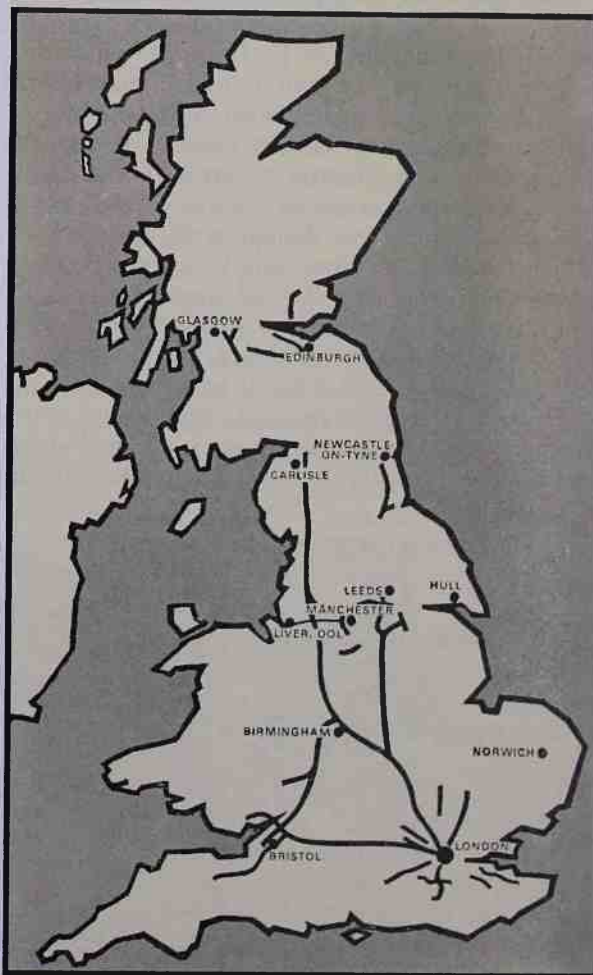 GLASGOW
EDINBURGH
NEWCASTLE
ON-TYNE
CARLISLE
LEEDS
HULL
MANCHESTER
LIVER OOL
BIRMINGHAM
NORWICH
LONDON
BRISTOL